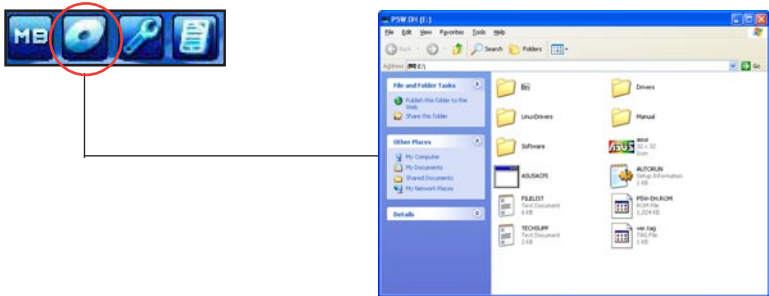 MB
P5W DH (E:)
File Edit View Favorites Tools Help
Back Search Folders
Address E:\ Go
File and Folder Tasks
Publish this folder to the Web
Share this folder
Other Places
My Computer
My Documents
Shared Documents
My Network Places
Details
Bin
Drivers
LinuxDrivers
Manual
Software
asus
32 x 32
Icon
ASUSACPI
AUTORUN
Setup Information
1 KB
FILELIST
Text Document
6 KB
P5W-DH.ROM
ROM File
1,024 KB
TECHSUPP
Text Document
2 KB
ver.tag
TAG File
1 KB